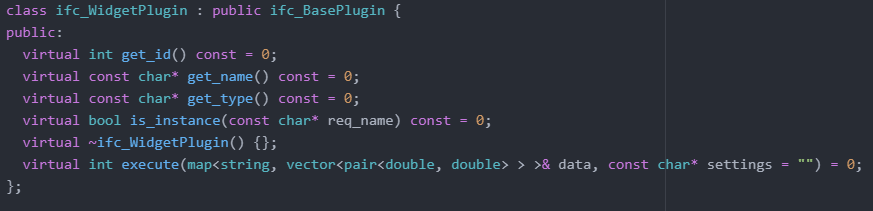 class ifc_WidgetPlugin : public ifc_BasePlugin {
public:
  virtual int get_id() const = 0;
  virtual const char* get_name() const = 0;
  virtual const char* get_type() const = 0;
  virtual bool is_instance(const char* req_name) const = 0;
  virtual ~ifc_WidgetPlugin() {};
  virtual int execute(map<string, vector<pair<double, double> > >& data, const char* settings = "") = 0;
};